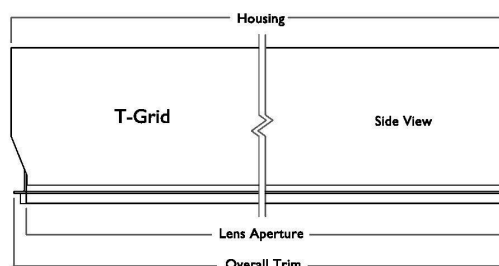 Housing
T-Grid
Side View
Lens Aperture
Overall Trim